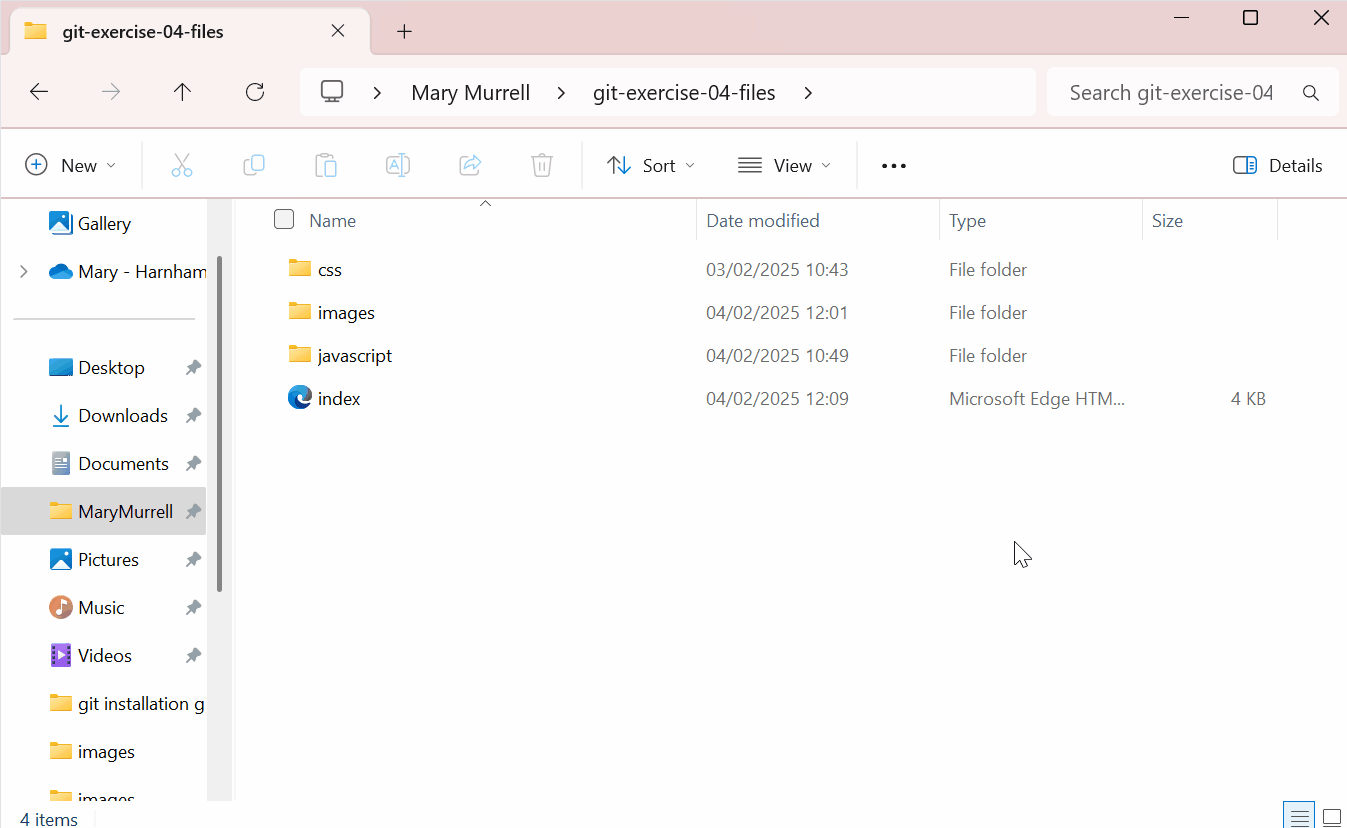 git-exercise-04-files
Mary Murrell git-exercise-04-files Search git-exercise-04
New Sort View Details
Name Date modified Type Size
Gallery
Mary - Harnham
Desktop
Downloads
Documents
MaryMurrell
Pictures
Music
Videos
git installation g
images
images
css 03/02/2025 10:43 File folder
images 04/02/2025 12:01 File folder
javascript 04/02/2025 10:49 File folder
index 04/02/2025 12:09 Microsoft Edge HTM... 4 KB
4 items